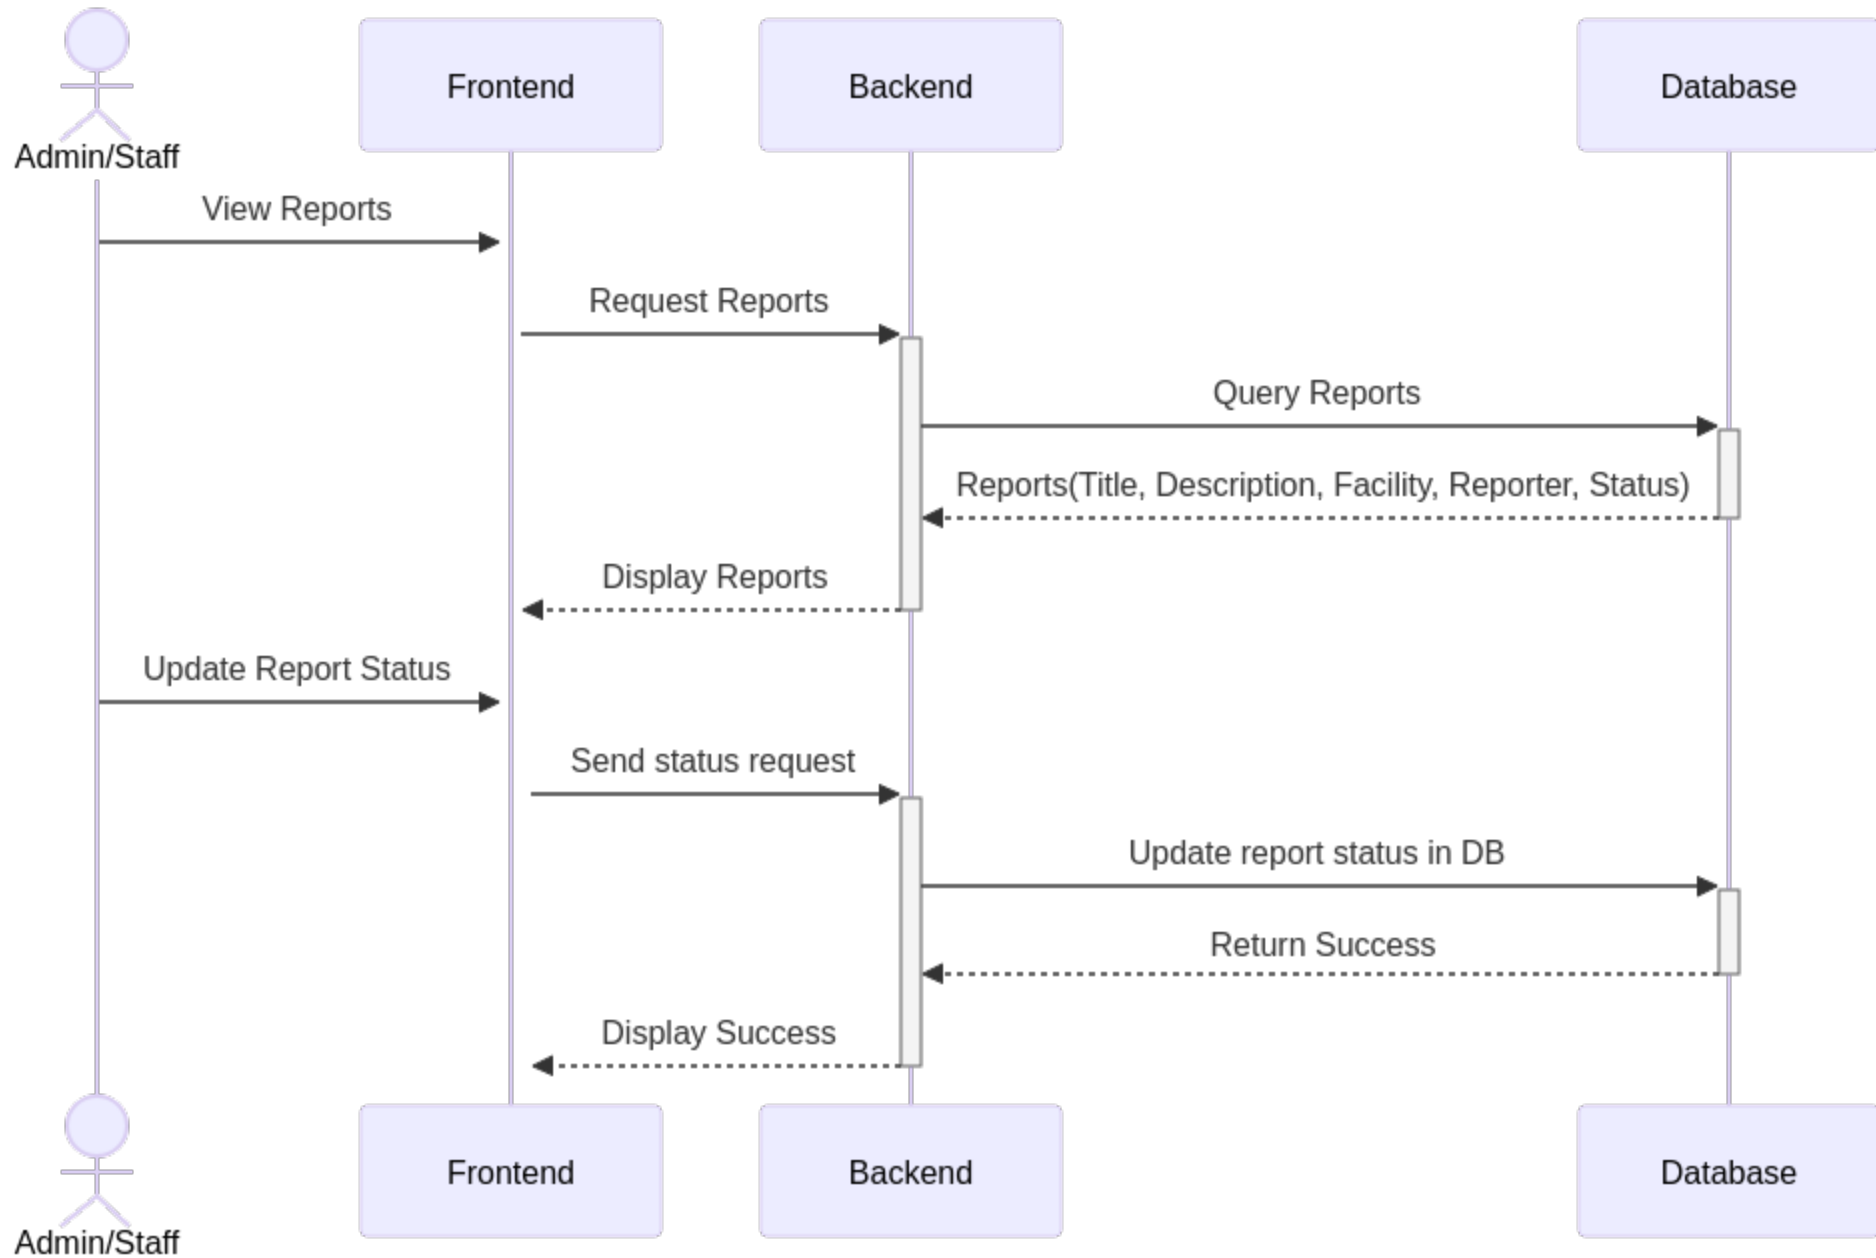 Frontend
Backend
Database
Admin/Staff
View Reports
Request Reports
Query Reports
Reports(Title, Description, Facility, Reporter, Status)
Display Reports
Update Report Status
Send status request
Update report status in DB
Return Success
Display Success
Frontend
Backend
Database
Admin/Staff